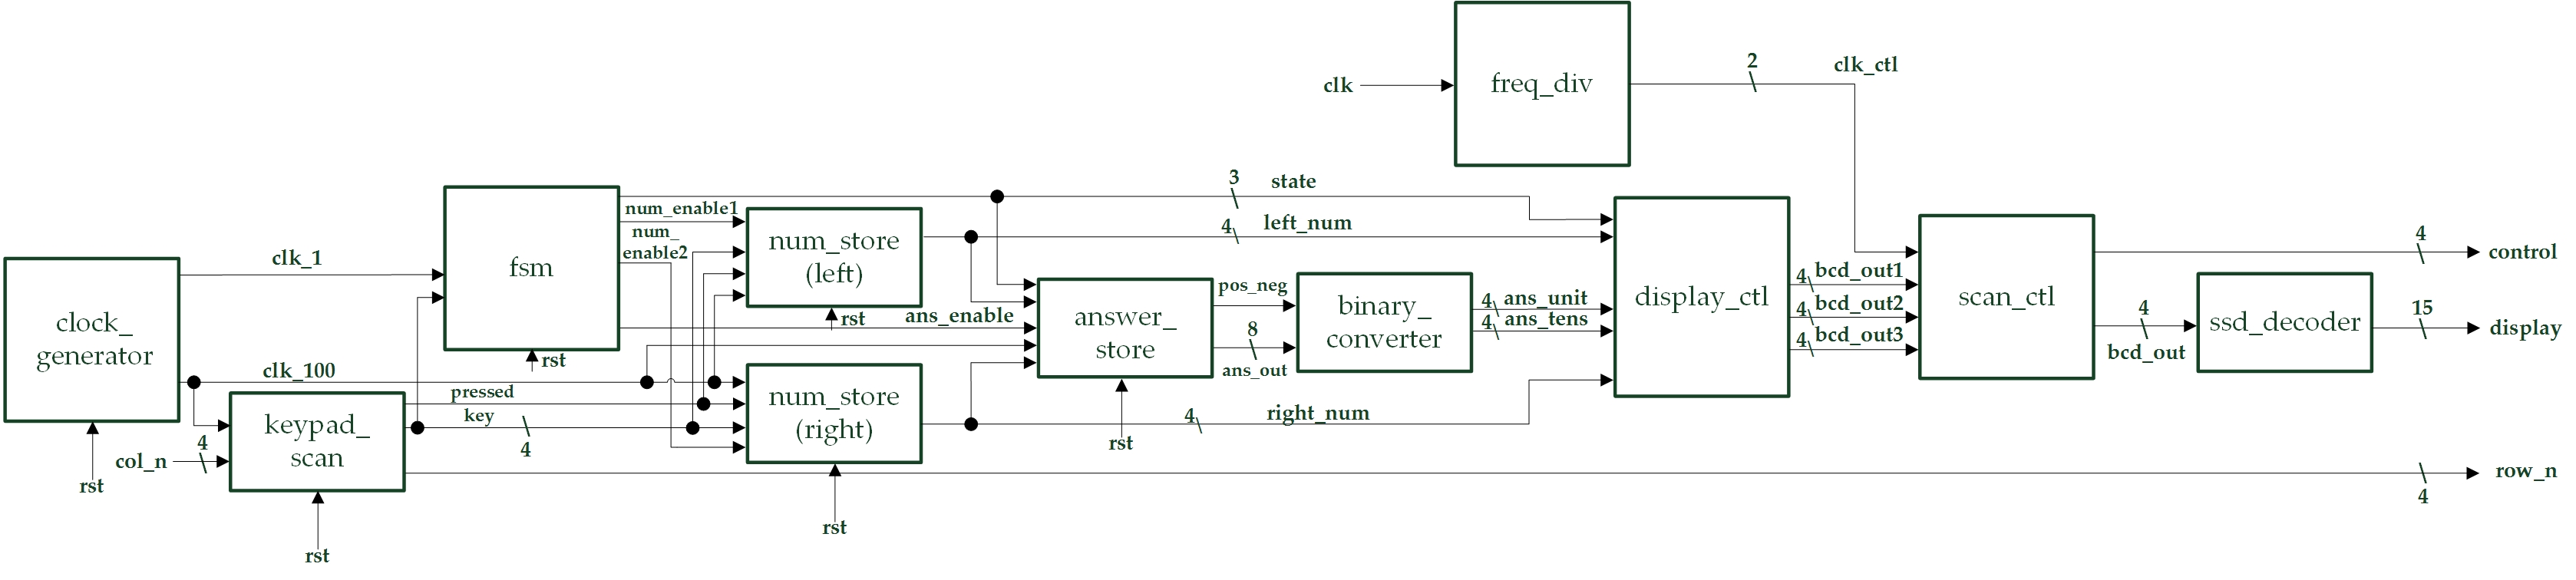 freq_div
clk
2
clk_ctl
3
state
num_enable1
num_
enable2
4
left_num
num_store
(left)
fsm
clk_1
clock_
generator
rst
rst
ans_enable
pos_neg
answer_
store
8
ans_out
rst
binary_
converter
4
ans_unit
4
ans_tens
display_ctl
4
bcd_out1
4
bcd_out2
4
bcd_out3
scan_ctl
4
control
4
bcd_out
ssd_decoder
15
display
clk_100
pressed
key
4
keypad_
scan
4
col_n
rst
rst
num_store
(right)
rst
4
right_num
row_n
4